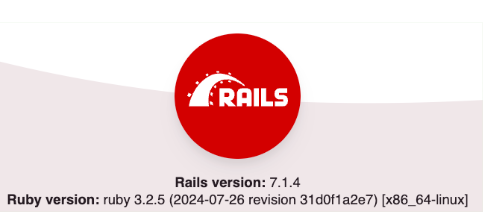 RAILS
Rails version: 7.1.4
Ruby version: ruby 3.2.5 (2024-07-26 revision 31d0f1a2e7) [x86_64-linux]